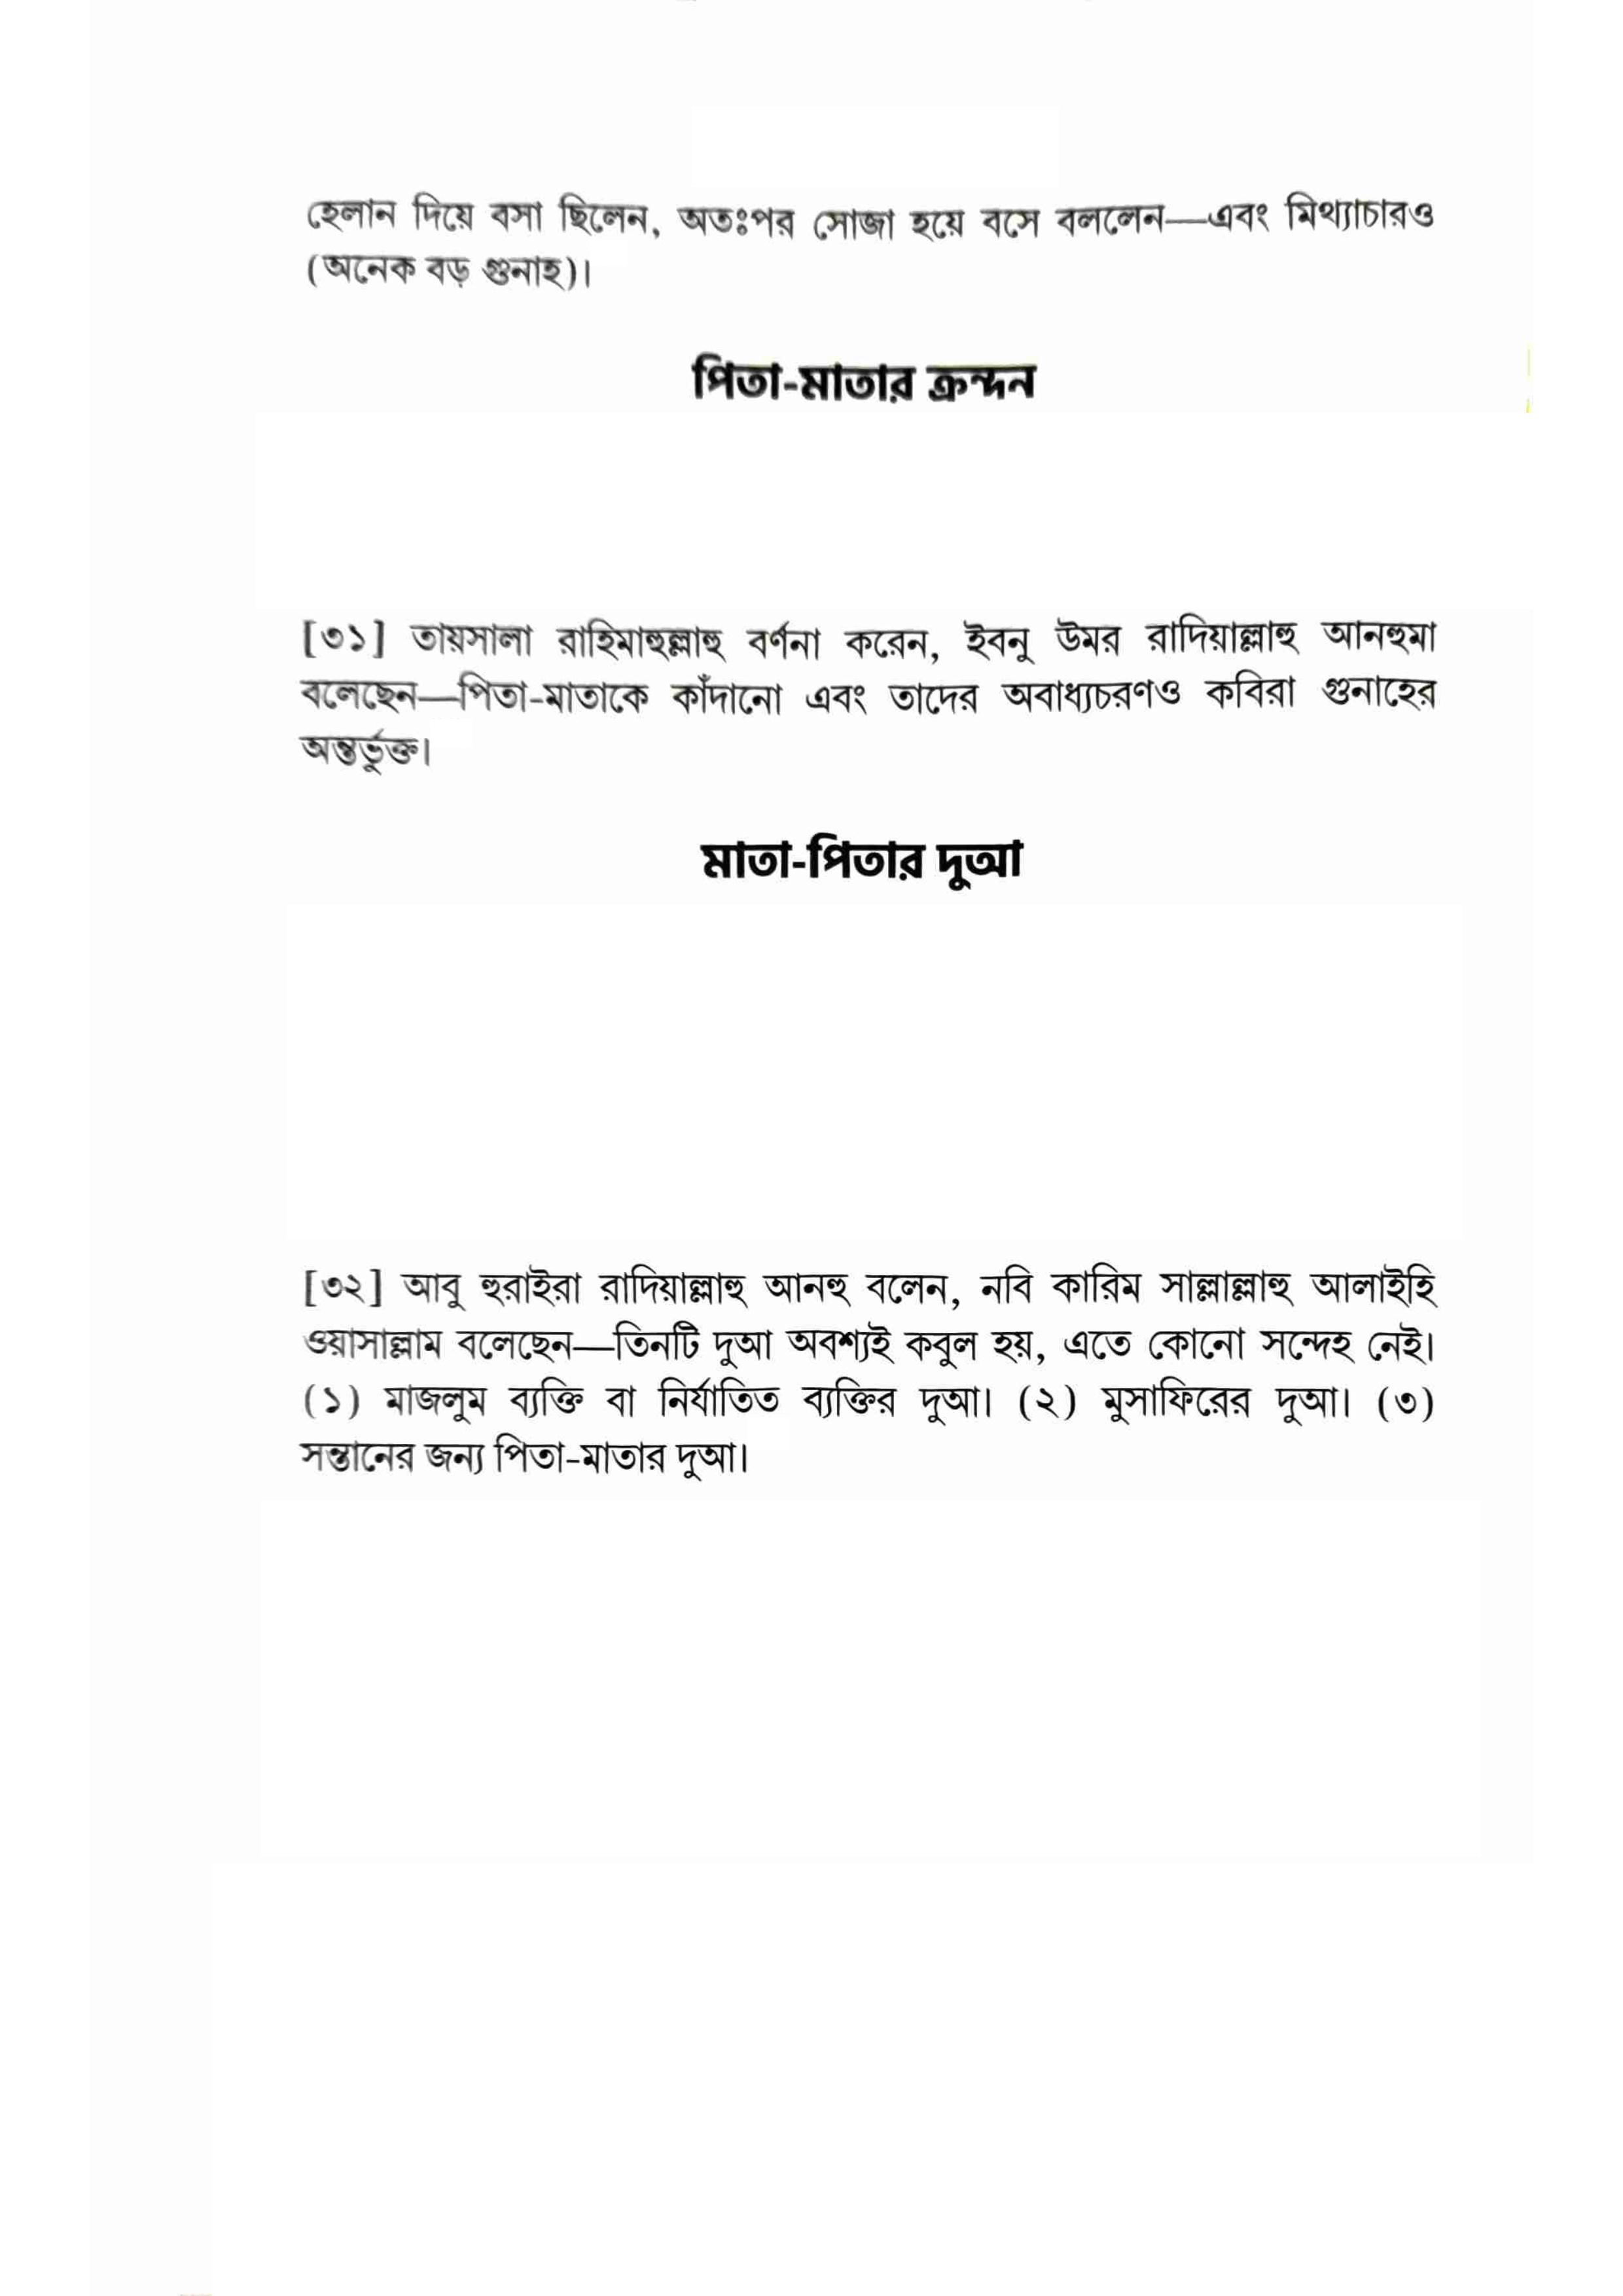 হেলান দিয়ে বসা ছিলেন, অতঃপর সোজা হয়ে বসে বললেন—এবং মিথ্যাচারও
(অনেক বড় গুনাহ)।
পিতা-মাতার ক্রন্দন
[৩১] তায়সালা রাহিমাহুল্লাহু বর্ণনা করেন, ইবনু উমর রাদিয়াল্লাহু আনহুমা
বলেছেন—পিতা-মাতাকে কাঁদানো এবং তাদের অবাধ্যচরণও কবিরা গুনাহের
অন্তর্ভুক্ত।
মাতা-পিতার দুআ
[৩২] আবু হুরাইরা রাদিয়াল্লাহু আনহু বলেন, নবি কারিম সাল্লাল্লাহু আলাইহি
ওয়াসাল্লাম বলেছেন—তিনটি দুআ অবশ্যই কবুল হয়, এতে কোনো সন্দেহ নেই।
(১) মাজলুম ব্যক্তি বা নির্যাতিত ব্যক্তির দুআ। (২) মুসাফিরের দুআ। (৩)
সন্তানের জন্য পিতা-মাতার দুআ।